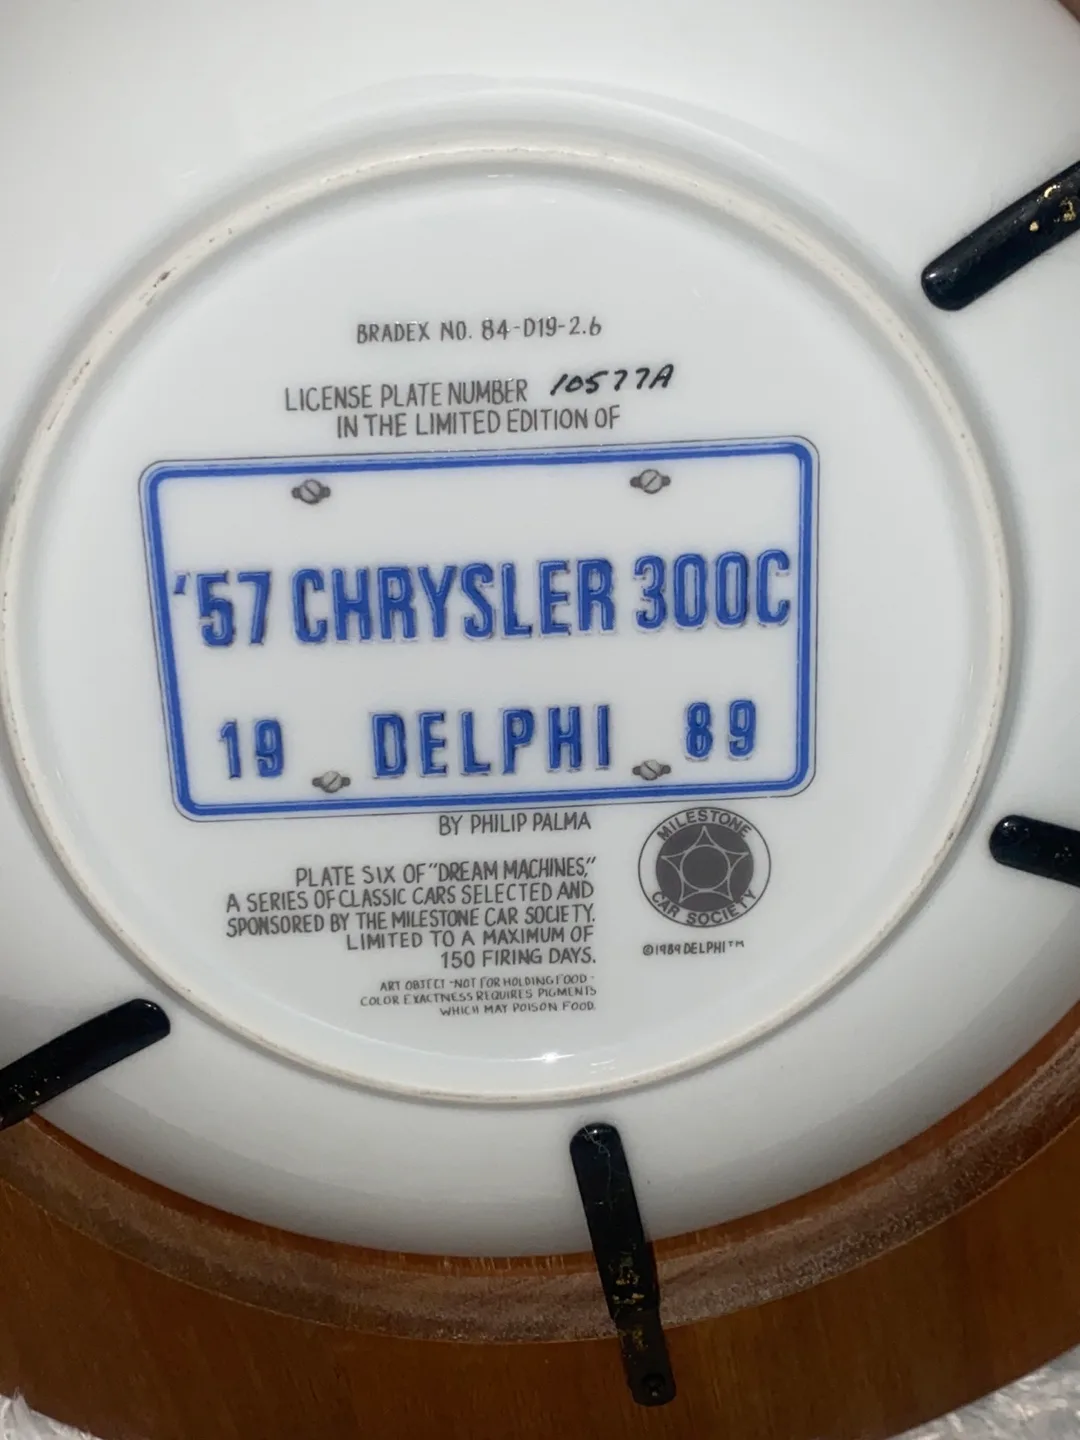 BRADEX NO. 84-D19-2.6
LICENSE PLATE NUMBER 10577A
IN THE LIMITED EDITION OF
'57 CHRYSLER 300C
19 DELPHI 89
BY PHILIP PALMA
MILESTONE
CAR SOCIETY
©1989 DELPHI™
PLATE SIX OF "DREAM MACHINES,"
A SERIES OF CLASSIC CARS SELECTED AND
SPONSORED BY THE MILESTONE CAR SOCIETY.
LIMITED TO A MAXIMUM OF
150 FIRING DAYS.
ART OBJECT - NOT FOR HOLDING FOOD -
COLOR EXACTNESS REQUIRES PIGMENTS
WHICH MAY POISON FOOD.